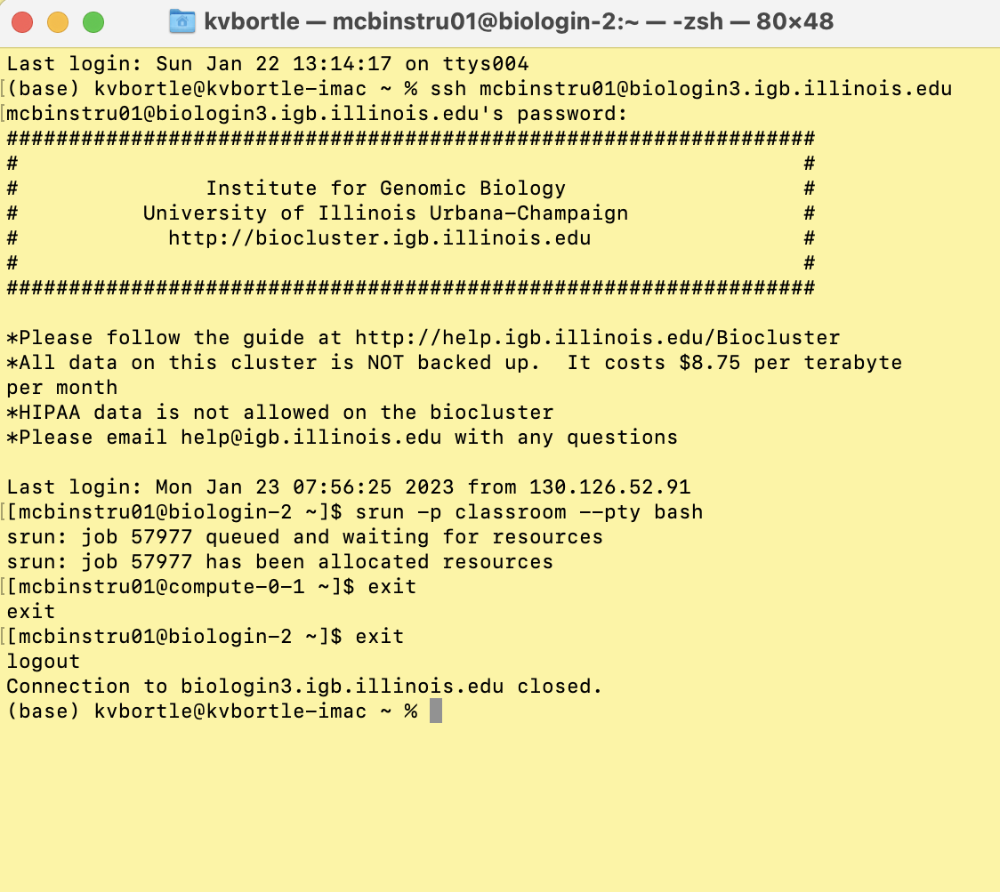 kvbortle — mcbinstru01@biologin-2:~ — -zsh — 80×48
Last login: Sun Jan 22 13:14:17 on ttys004
[(base) kvbortle@kvbortle-imac ~ % ssh mcbinstru01@biologin3.igb.illinois.edu
[mcbinstru01@biologin3.igb.illinois.edu's password:
#################################################################
#                                                               #
#               Institute for Genomic Biology                   #
#          University of Illinois Urbana-Champaign              #
#            http://biocluster.igb.illinois.edu                 #
#                                                               #
#################################################################
*Please follow the guide at http://help.igb.illinois.edu/Biocluster
*All data on this cluster is NOT backed up.  It costs $8.75 per terabyte
per month
*HIPAA data is not allowed on the biocluster
*Please email help@igb.illinois.edu with any questions
Last login: Mon Jan 23 07:56:25 2023 from 130.126.52.91
[[mcbinstru01@biologin-2 ~]$ srun -p classroom --pty bash
srun: job 57977 queued and waiting for resources
srun: job 57977 has been allocated resources
[[mcbinstru01@compute-0-1 ~]$ exit
exit
[[mcbinstru01@biologin-2 ~]$ exit
logout
Connection to biologin3.igb.illinois.edu closed.
(base) kvbortle@kvbortle-imac ~ %